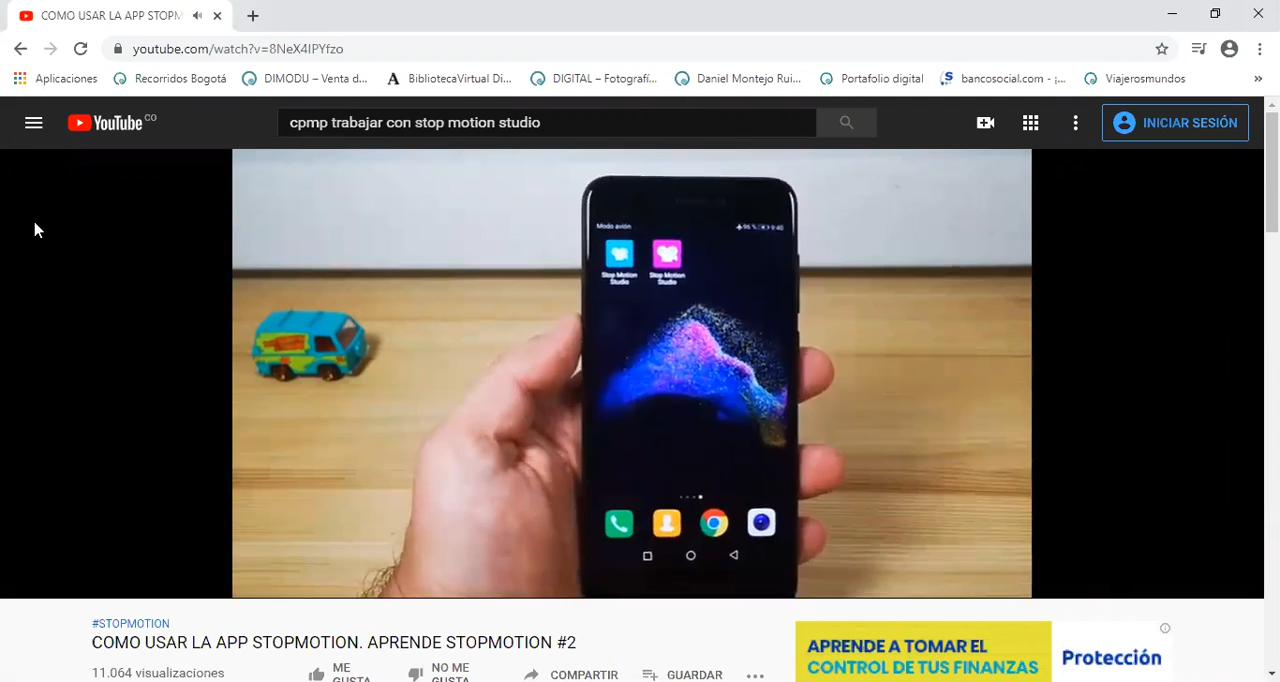 COMO USAR LA APP STOPM
youtube.com/watch?v=8NeX4IPYfzo
Aplicaciones Recorridos Bogotá DIMODU – Venta d... BibliotecaVirtual Di... DIGITAL – Fotografí... Daniel Montejo Rui... Portafolio digital bancosocial.com - ¡... Viajerosmundos »
YouTube CO cpmp trabajar con stop motion studio INICIAR SESIÓN
Modo avión 96 % 9:40
Stop Motion Studio Stop Motion Studio
#STOPMOTION
COMO USAR LA APP STOPMOTION. APRENDE STOPMOTION #2
11.064 visualizaciones ME GUSTA NO ME GUSTA COMPARTIR GUARDAR
APRENDE A TOMAR EL
CONTROL DE TUS FINANZAS
Protección